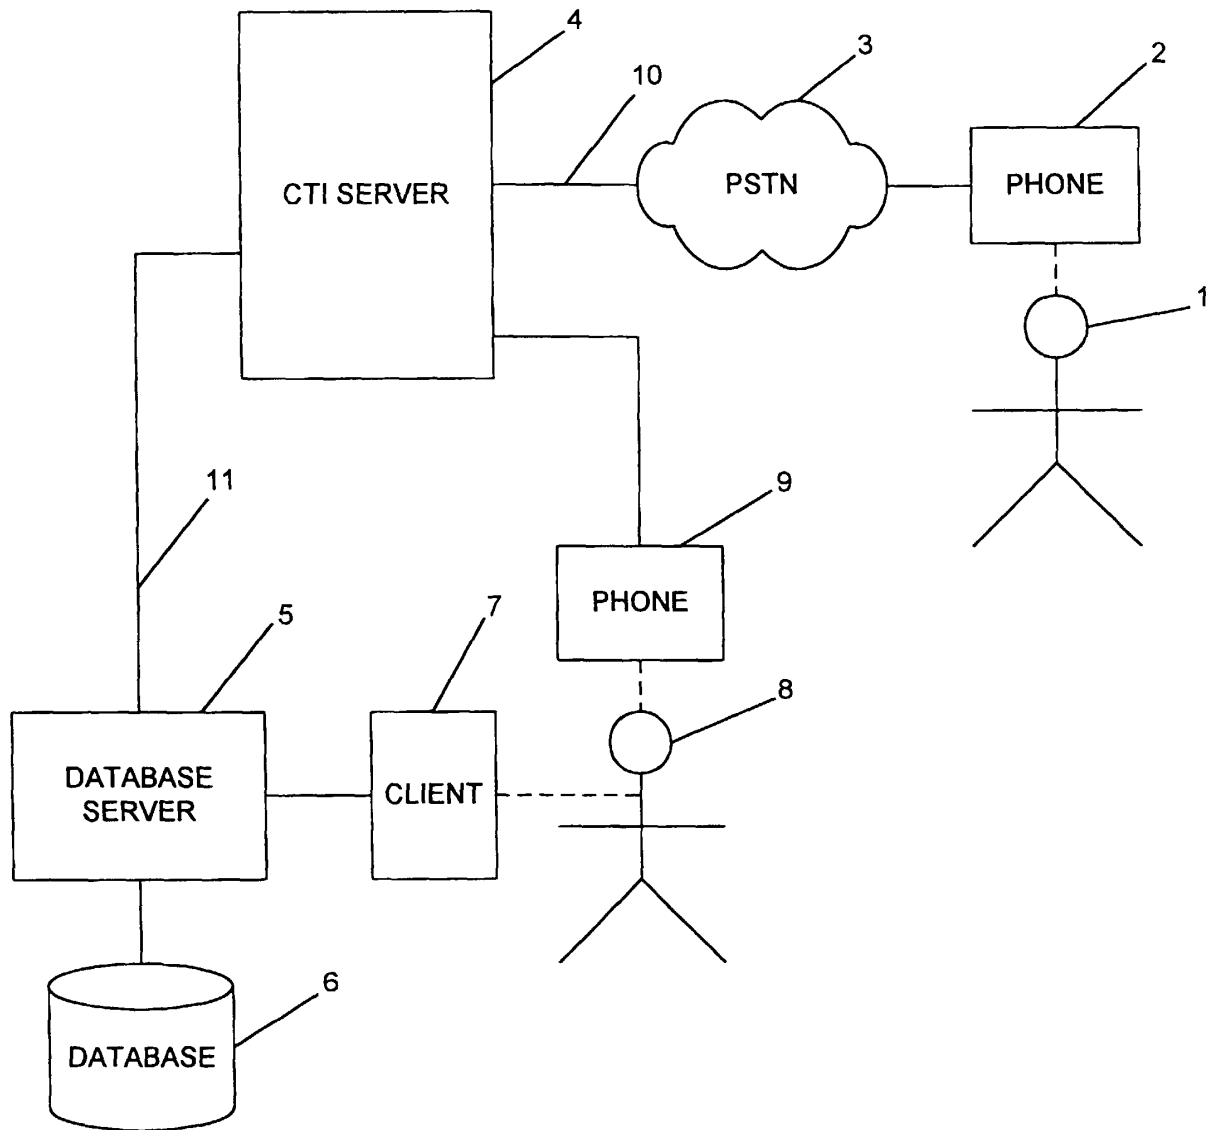 4
3
2
10
CTI SERVER
PSTN
PHONE
1
11
9
PHONE
5
7
8
DATABASE
SERVER
CLIENT
6
DATABASE